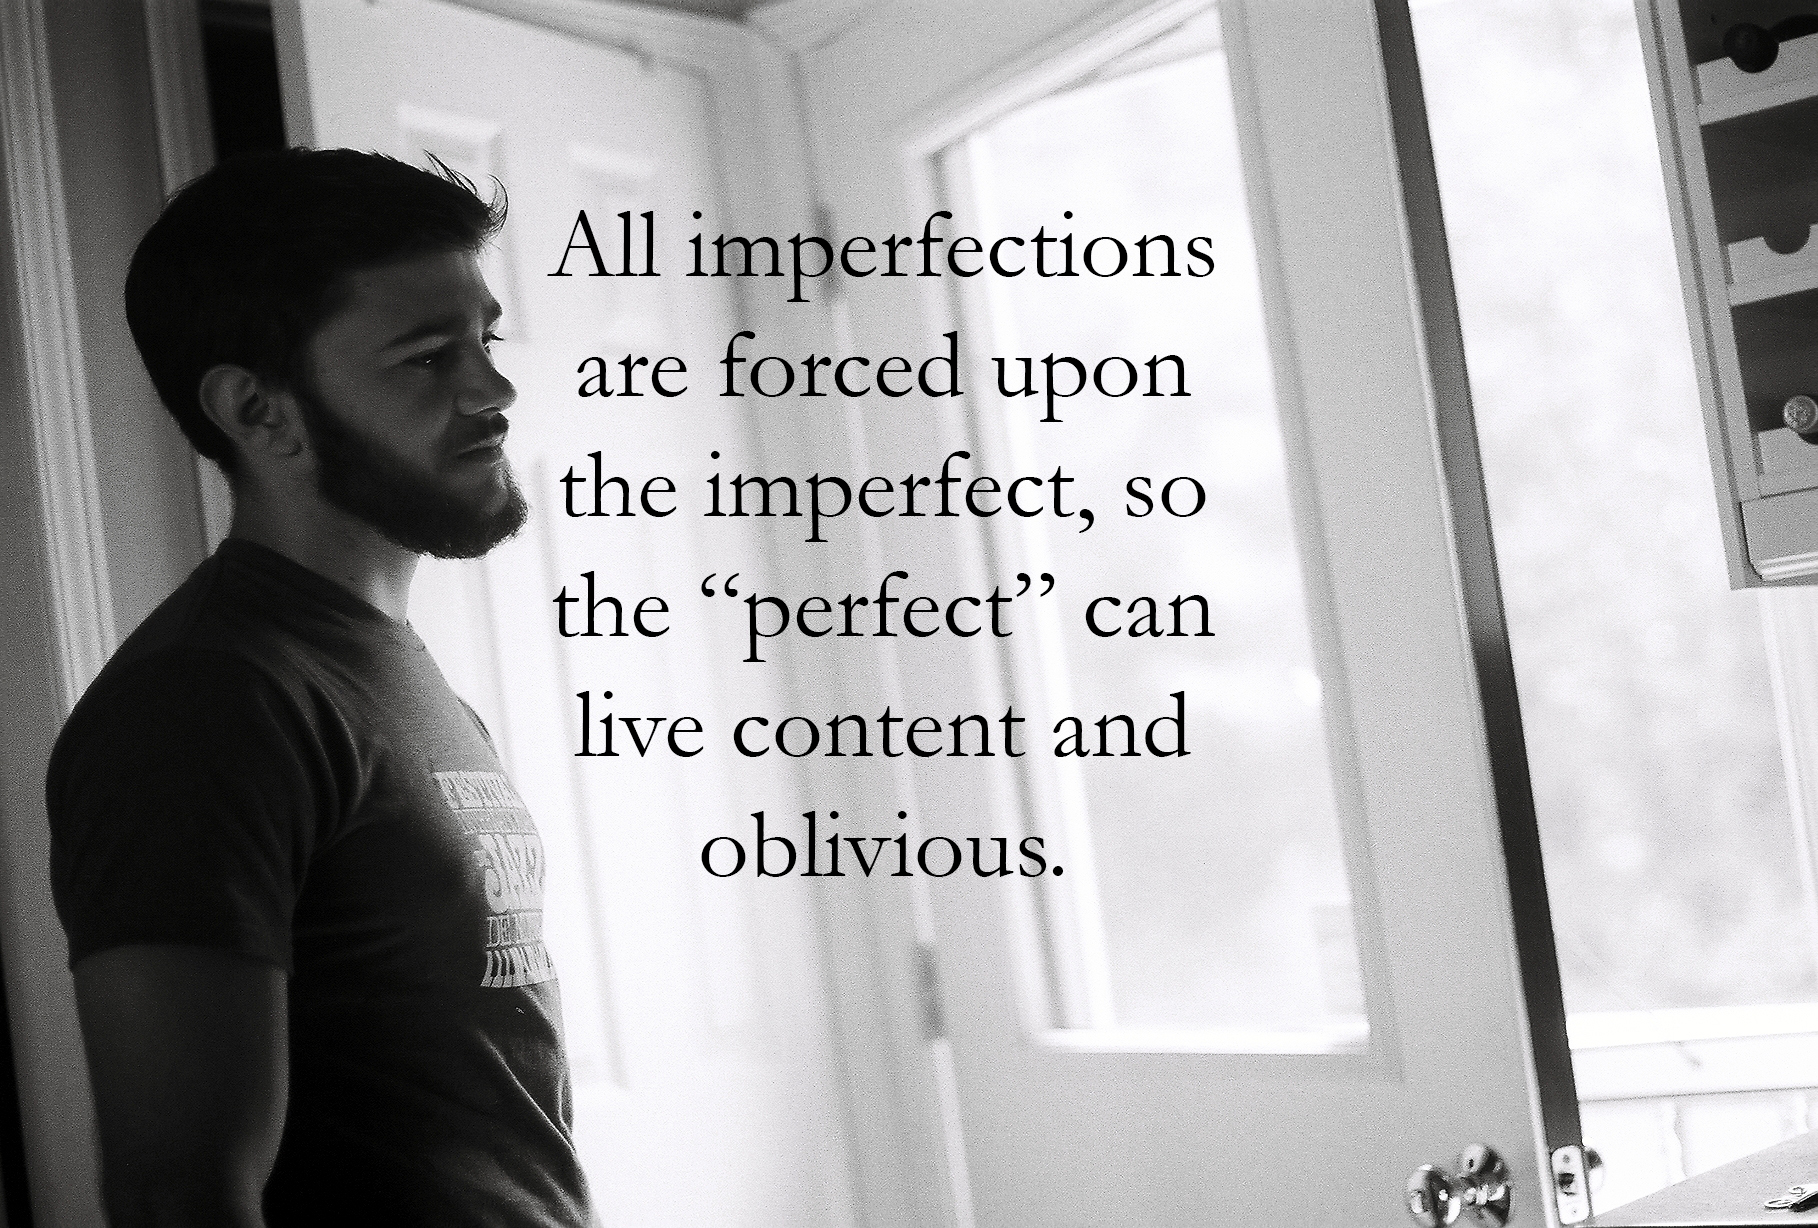 All imperfections
are forced upon
the imperfect, so
the “perfect” can
live content and
oblivious.